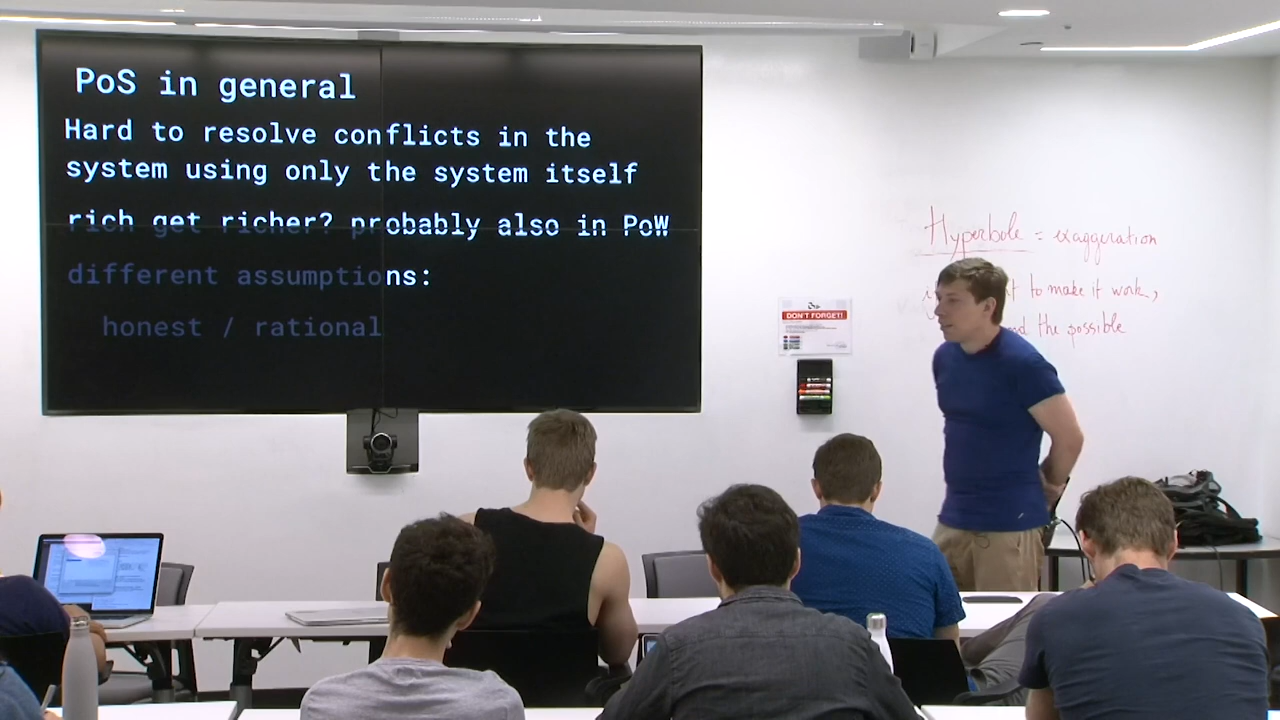 PoS in general
Hard to resolve conflicts in the
system using only the system itself
rich get richer? probably also in PoW
different assumptions:
honest / rational
Hyperbole = exaggeration
to make it work,
the possible
DON'T FORGET!